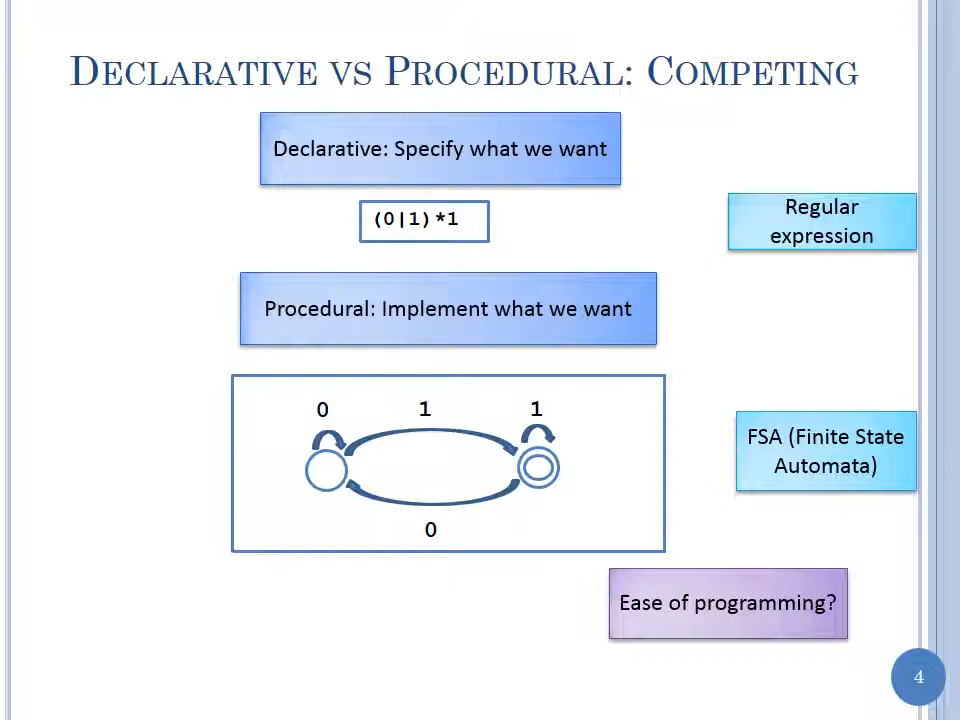 DECLARATIVE VS PROCEDURAL: COMPETING
Declarative: Specify what we want
(0|1)*1
Regular
expression
Procedural: Implement what we want
0 1 1
FSA (Finite State
Automata)
0
Ease of programming?
4